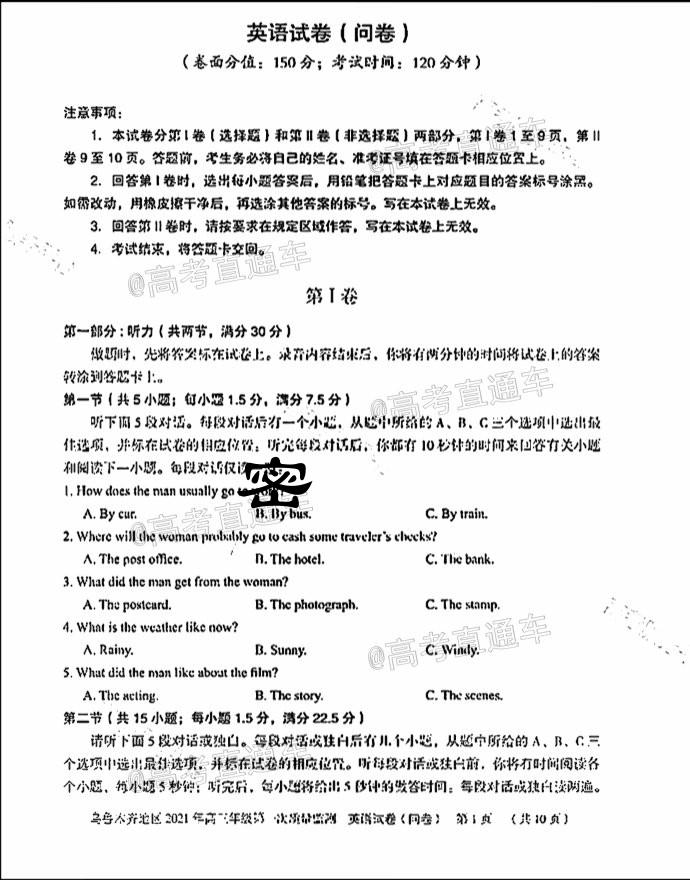 英语试卷(问卷)
(卷面分值:150分;考试时间:120分钟)
注意事项:
1. 本试卷分第Ⅰ卷(选择题)和第Ⅱ卷(非选择题)两部分,第Ⅰ卷1至9页,第Ⅱ
卷9至10页。答题前,考生务必将自己的姓名、准考证号填在答题卡相应位置上。
2. 回答第Ⅰ卷时,选出每小题答案后,用铅笔把答题卡上对应题目的答案标号涂黑。
如需改动,用橡皮擦干净后,再选涂其他答案的标号。写在本试卷上无效。
3. 回答第Ⅱ卷时,请按要求在规定区域作答,写在本试卷上无效。
4. 考试结束,将答题卡交回。
@高考直通车
第Ⅰ卷
第一部分:听力(共两节,满分30分)
做题时,先将答案标在试卷上。录音内容结束后,你将有两分钟的时间将试卷上的答案
转涂到答题卡上。
@高考直通车
第一节(共5小题;每小题1.5分,满分7.5分)
听下面5段对话。每段对话后有一个小题,从题中所给的A、B、C三个选项中选出最
佳选项,并标在试卷的相应位置。听完每段对话后,你都有10秒钟的时间来回答有关小题
和阅读下一小题。每段对话仅读
密
1. How does the man usually go to work?
A. By car. B. By bus. C. By train.
@高考直通车
2. Where will the woman probably go to cash some traveler's checks?
A. The post office. B. The hotel. C. The bank.
3. What did the man get from the woman?
A. The postcard. B. The photograph. C. The stamp.
4. What is the weather like now?
A. Rainy. B. Sunny. C. Windy.
@高考直通车
5. What did the man like about the film?
A. The acting. B. The story. C. The scenes.
第二节(共15小题;每小题1.5分,满分22.5分)
请听下面5段对话或独白。每段对话或独白后有几个小题,从题中所给的A、B、C三
个选项中选出最佳选项,并标在试卷的相应位置。听每段对话或独白前,你将有时间阅读各
个小题,每小题5秒钟;听完后,每小题将给出5秒钟的做答时间。每段对话或独白读两遍。
@高考直通车
乌鲁木齐地区2021年高三年级第一次质量监测 英语试卷(问卷) 第1页 (共10页)